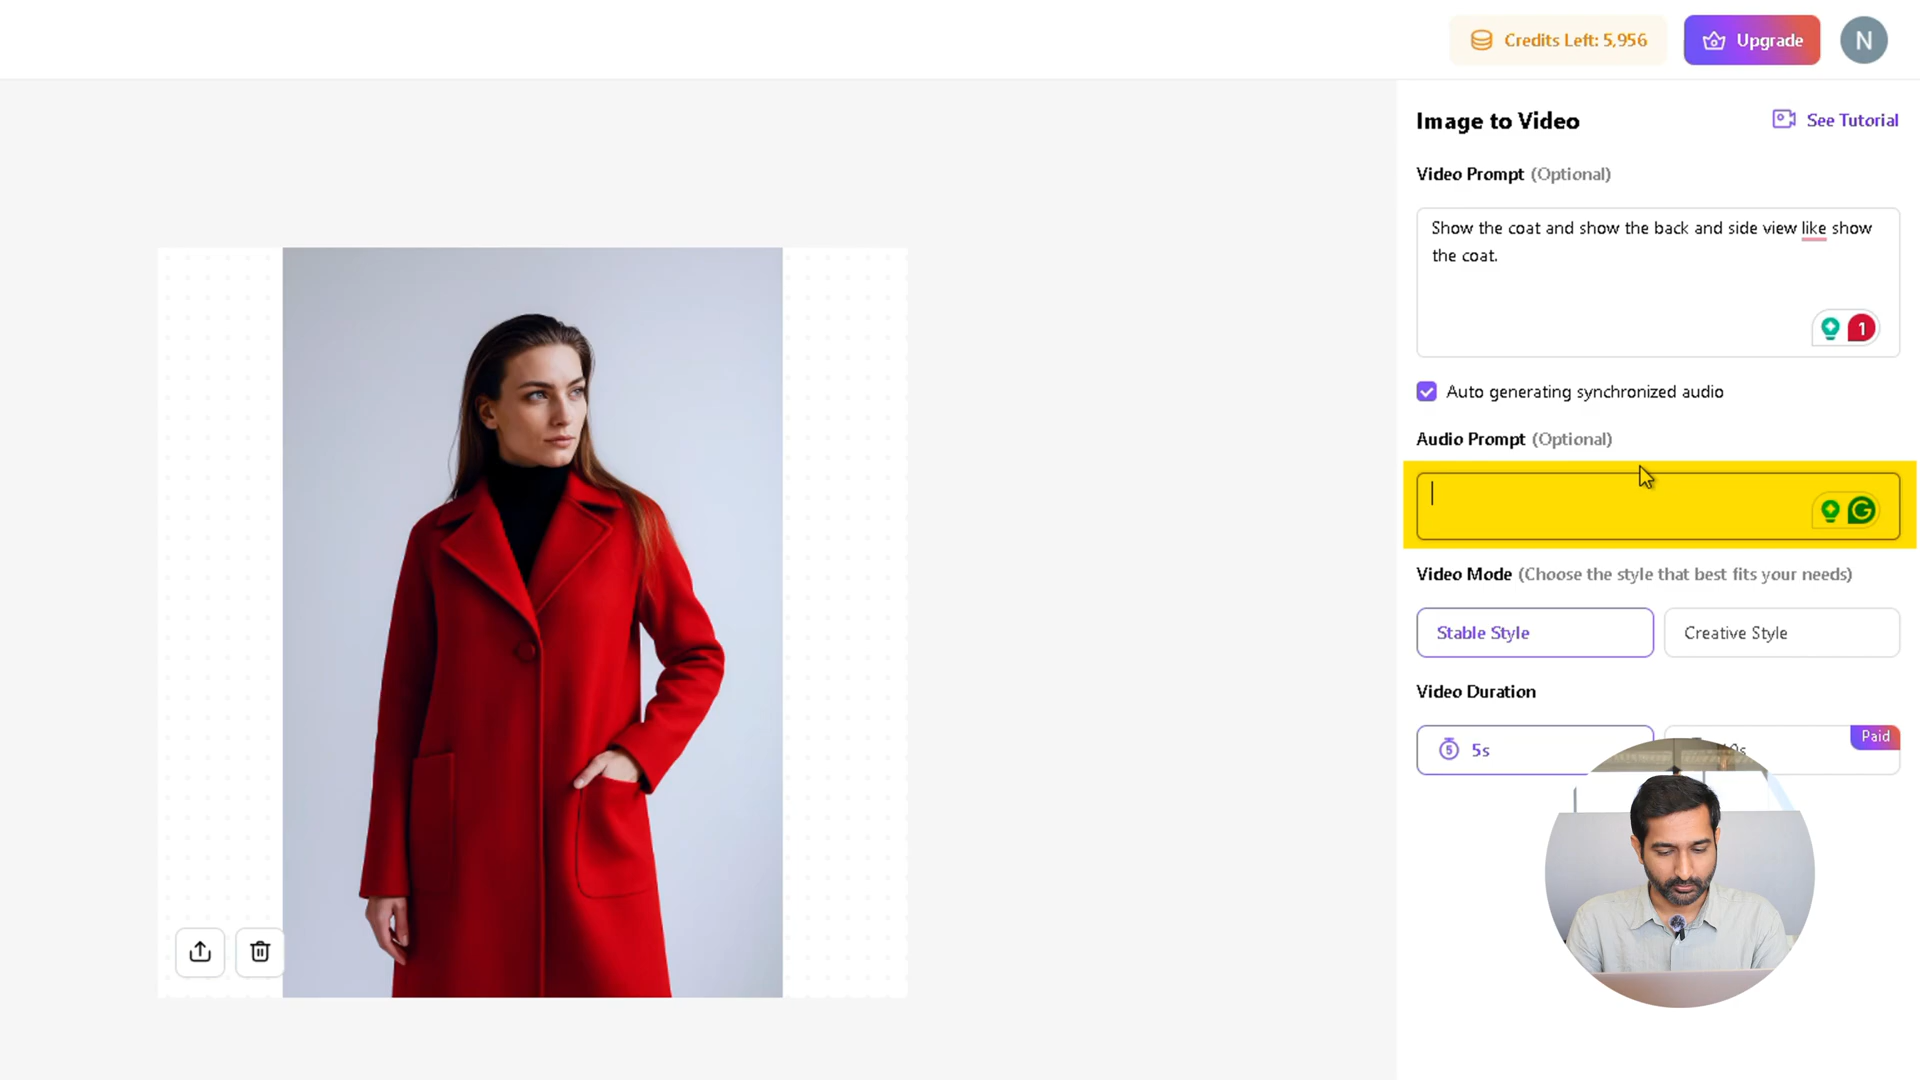 Credits Left: 5,956
Upgrade
N
Image to Video
See Tutorial
Video Prompt (Optional)
Show the coat and show the back and side view like show
the coat.
1
Auto generating synchronized audio
Audio Prompt (Optional)
G
Video Mode (Choose the style that best fits your needs)
Stable Style
Creative Style
Video Duration
5
5s
Paid